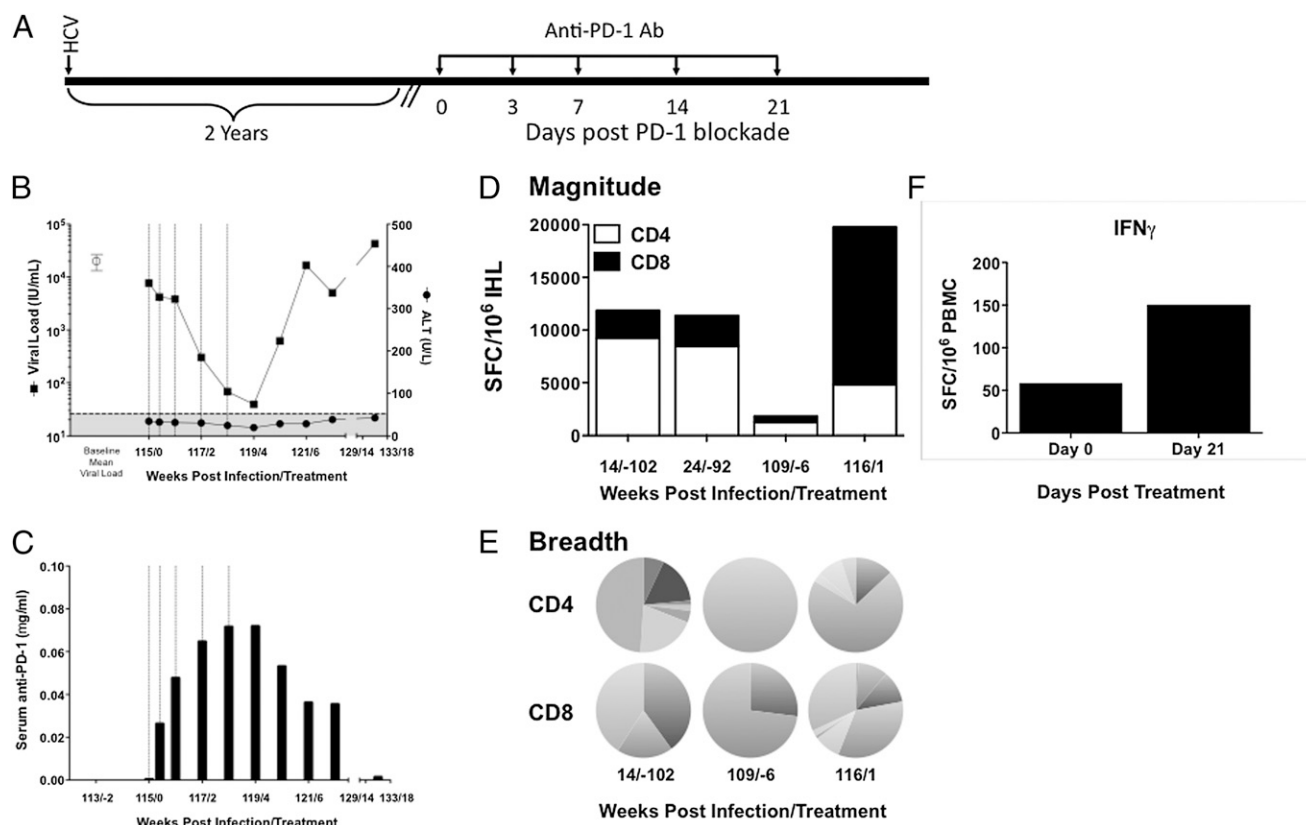 A
HCV
Anti-PD-1 Ab
0 3 7 14 21
2 Years
Days post PD-1 blockade
B
Viral Load (IU/mL)
10⁵
10⁴
10³
10²
10¹
500
400
300
200
100
0
ALT (U/L)
Baseline
Mean
Viral Load
115/0 117/2 119/4 121/6 129/14 133/18
Weeks Post Infection/Treatment
C
Serum anti-PD-1 (mg/ml)
0.10
0.08
0.06
0.04
0.02
0.00
113/-2 115/0 117/2 119/4 121/6 129/14 133/18
Weeks Post Infection/Treatment
D Magnitude
SFC/10⁶ IHL
20000
15000
10000
5000
0
CD4
CD8
14/-102 24/-92 109/-6 116/1
Weeks Post Infection/Treatment
E Breadth
CD4
CD8
14/-102 109/-6 116/1
Weeks Post Infection/Treatment
F
IFNγ
SFC/10⁶ PBMC
200
150
100
50
0
Day 0 Day 21
Days Post Treatment